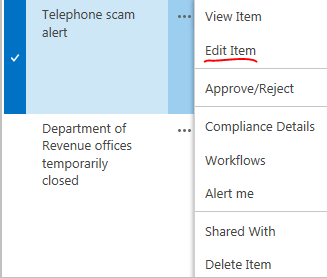 Telephone scam
alert
Department of
Revenue offices
temporarily
closed
View Item
Edit Item
Approve/Reject
Compliance Details
Workflows
Alert me
Shared With
Delete Item